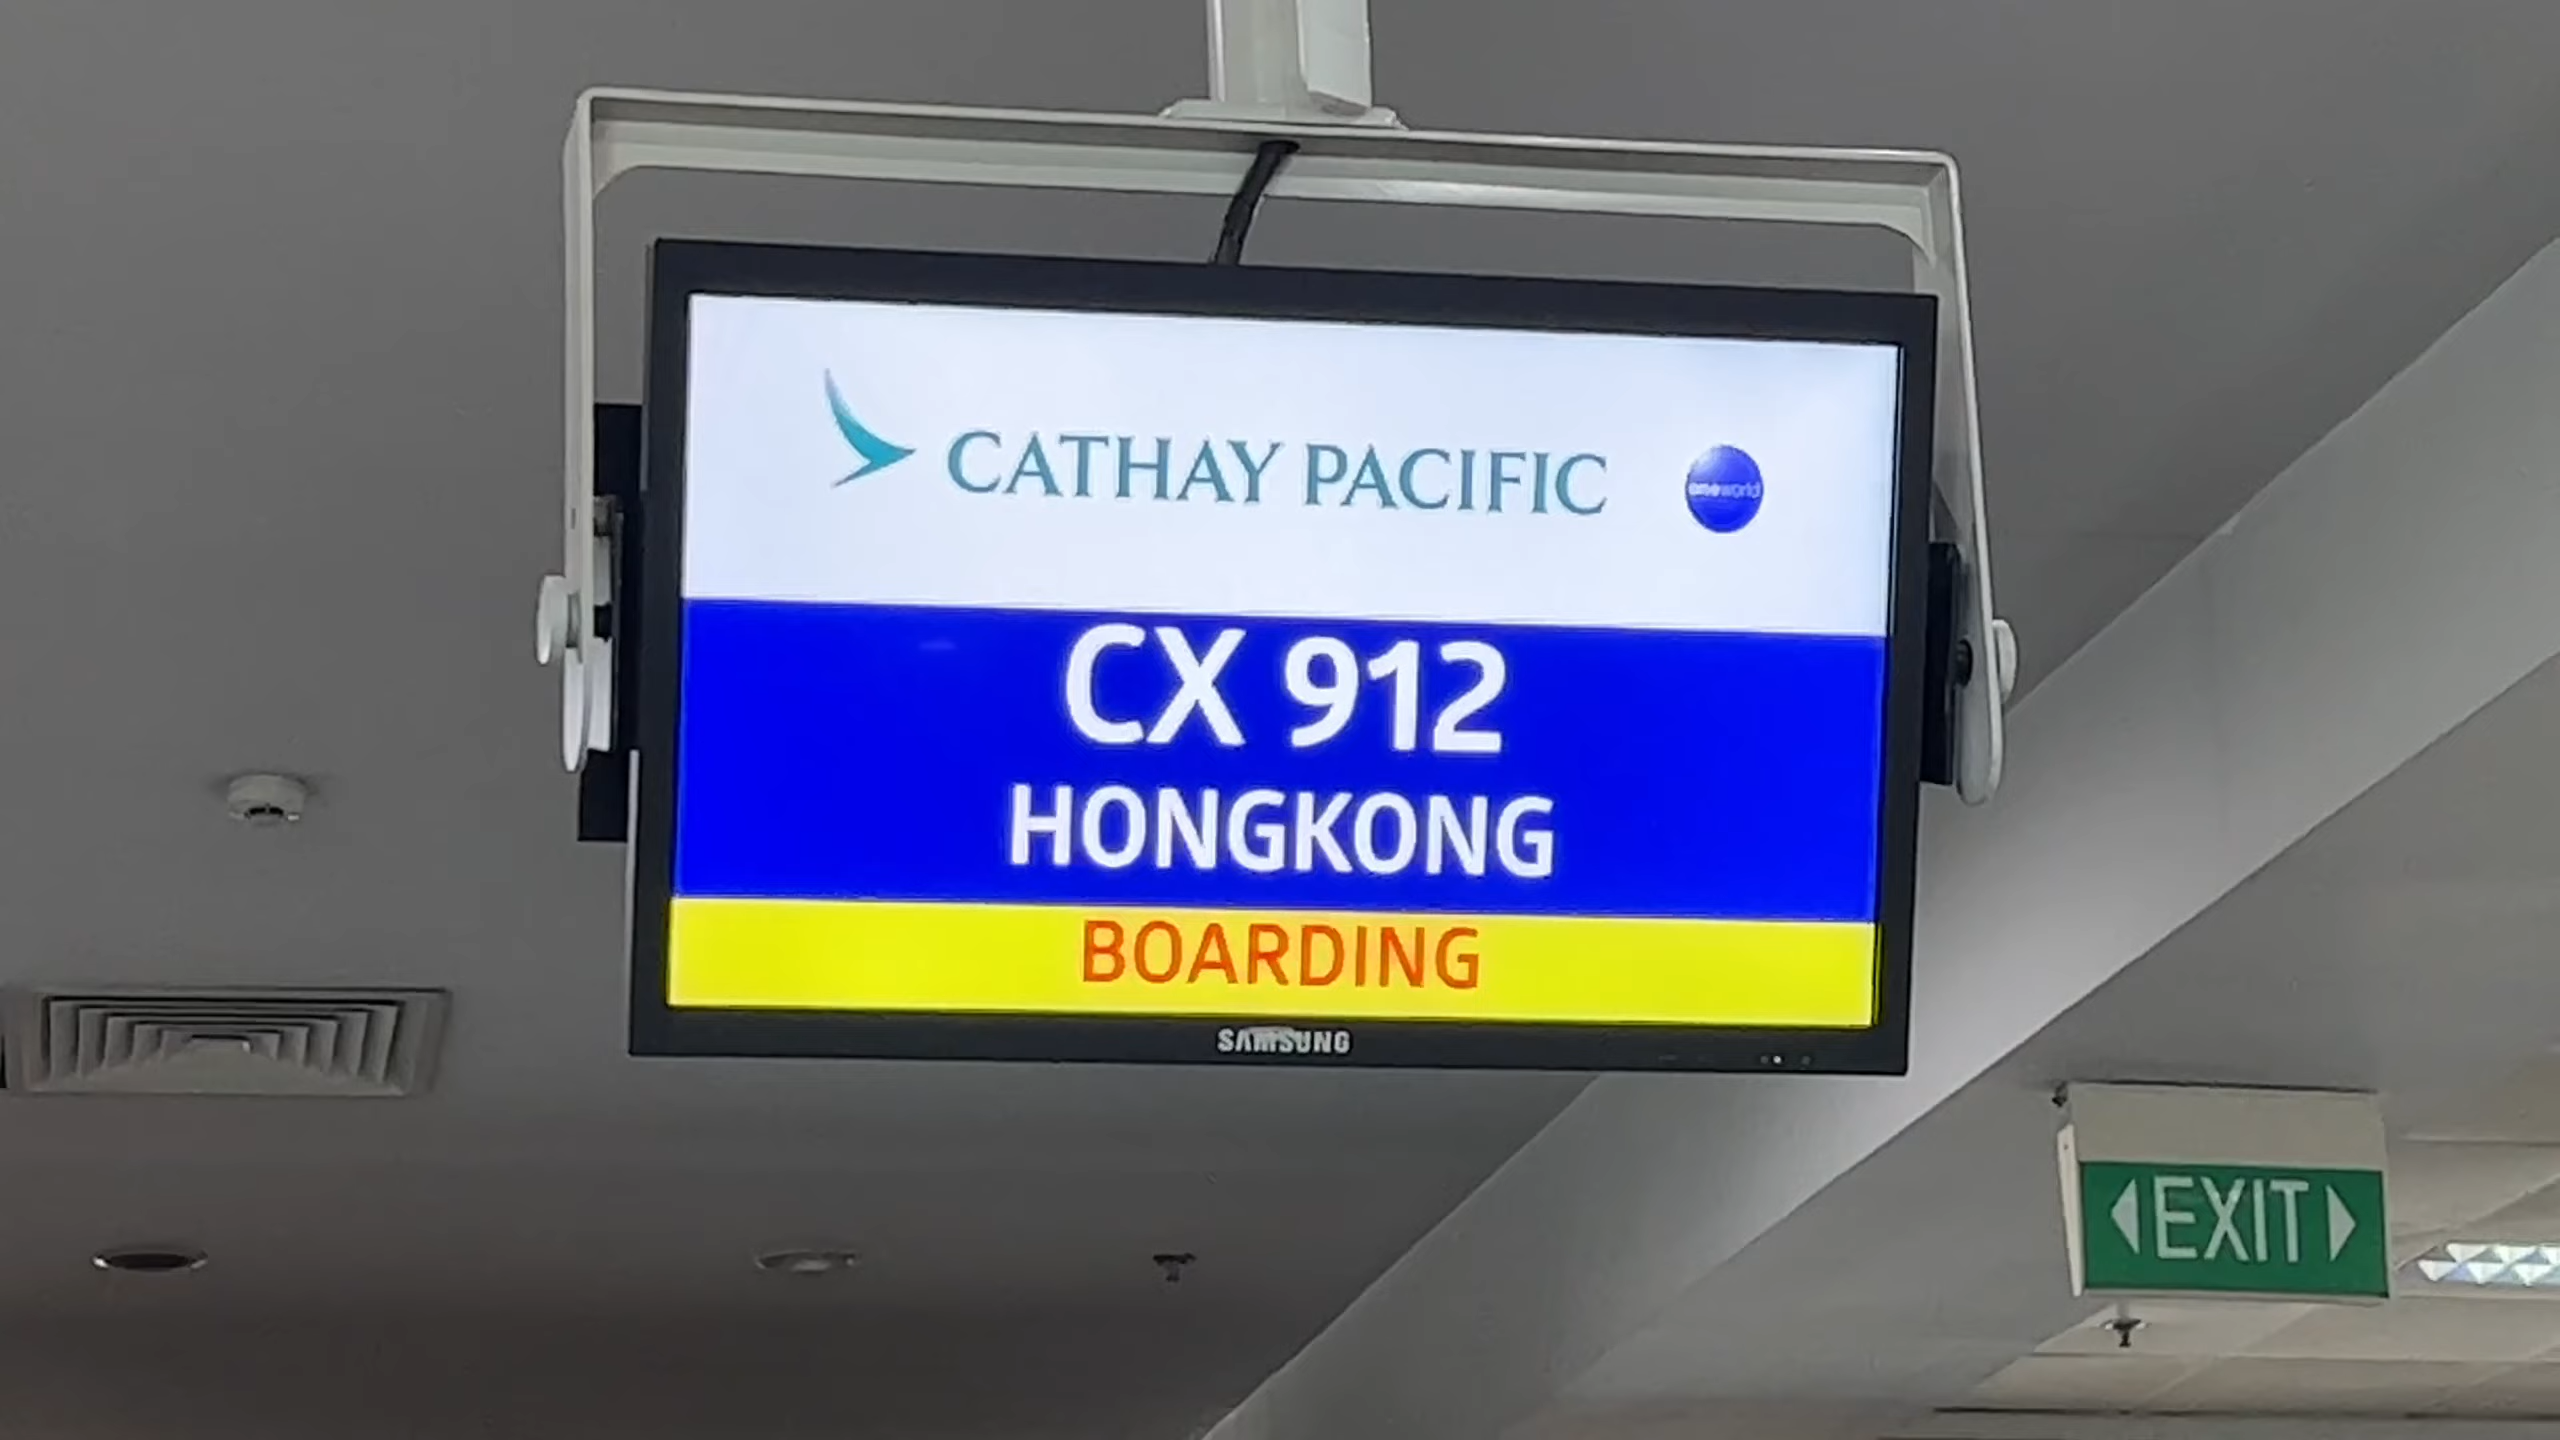 CATHAY PACIFIC
oneworld
CX 912
HONGKONG
BOARDING
SAMSUNG
EXIT